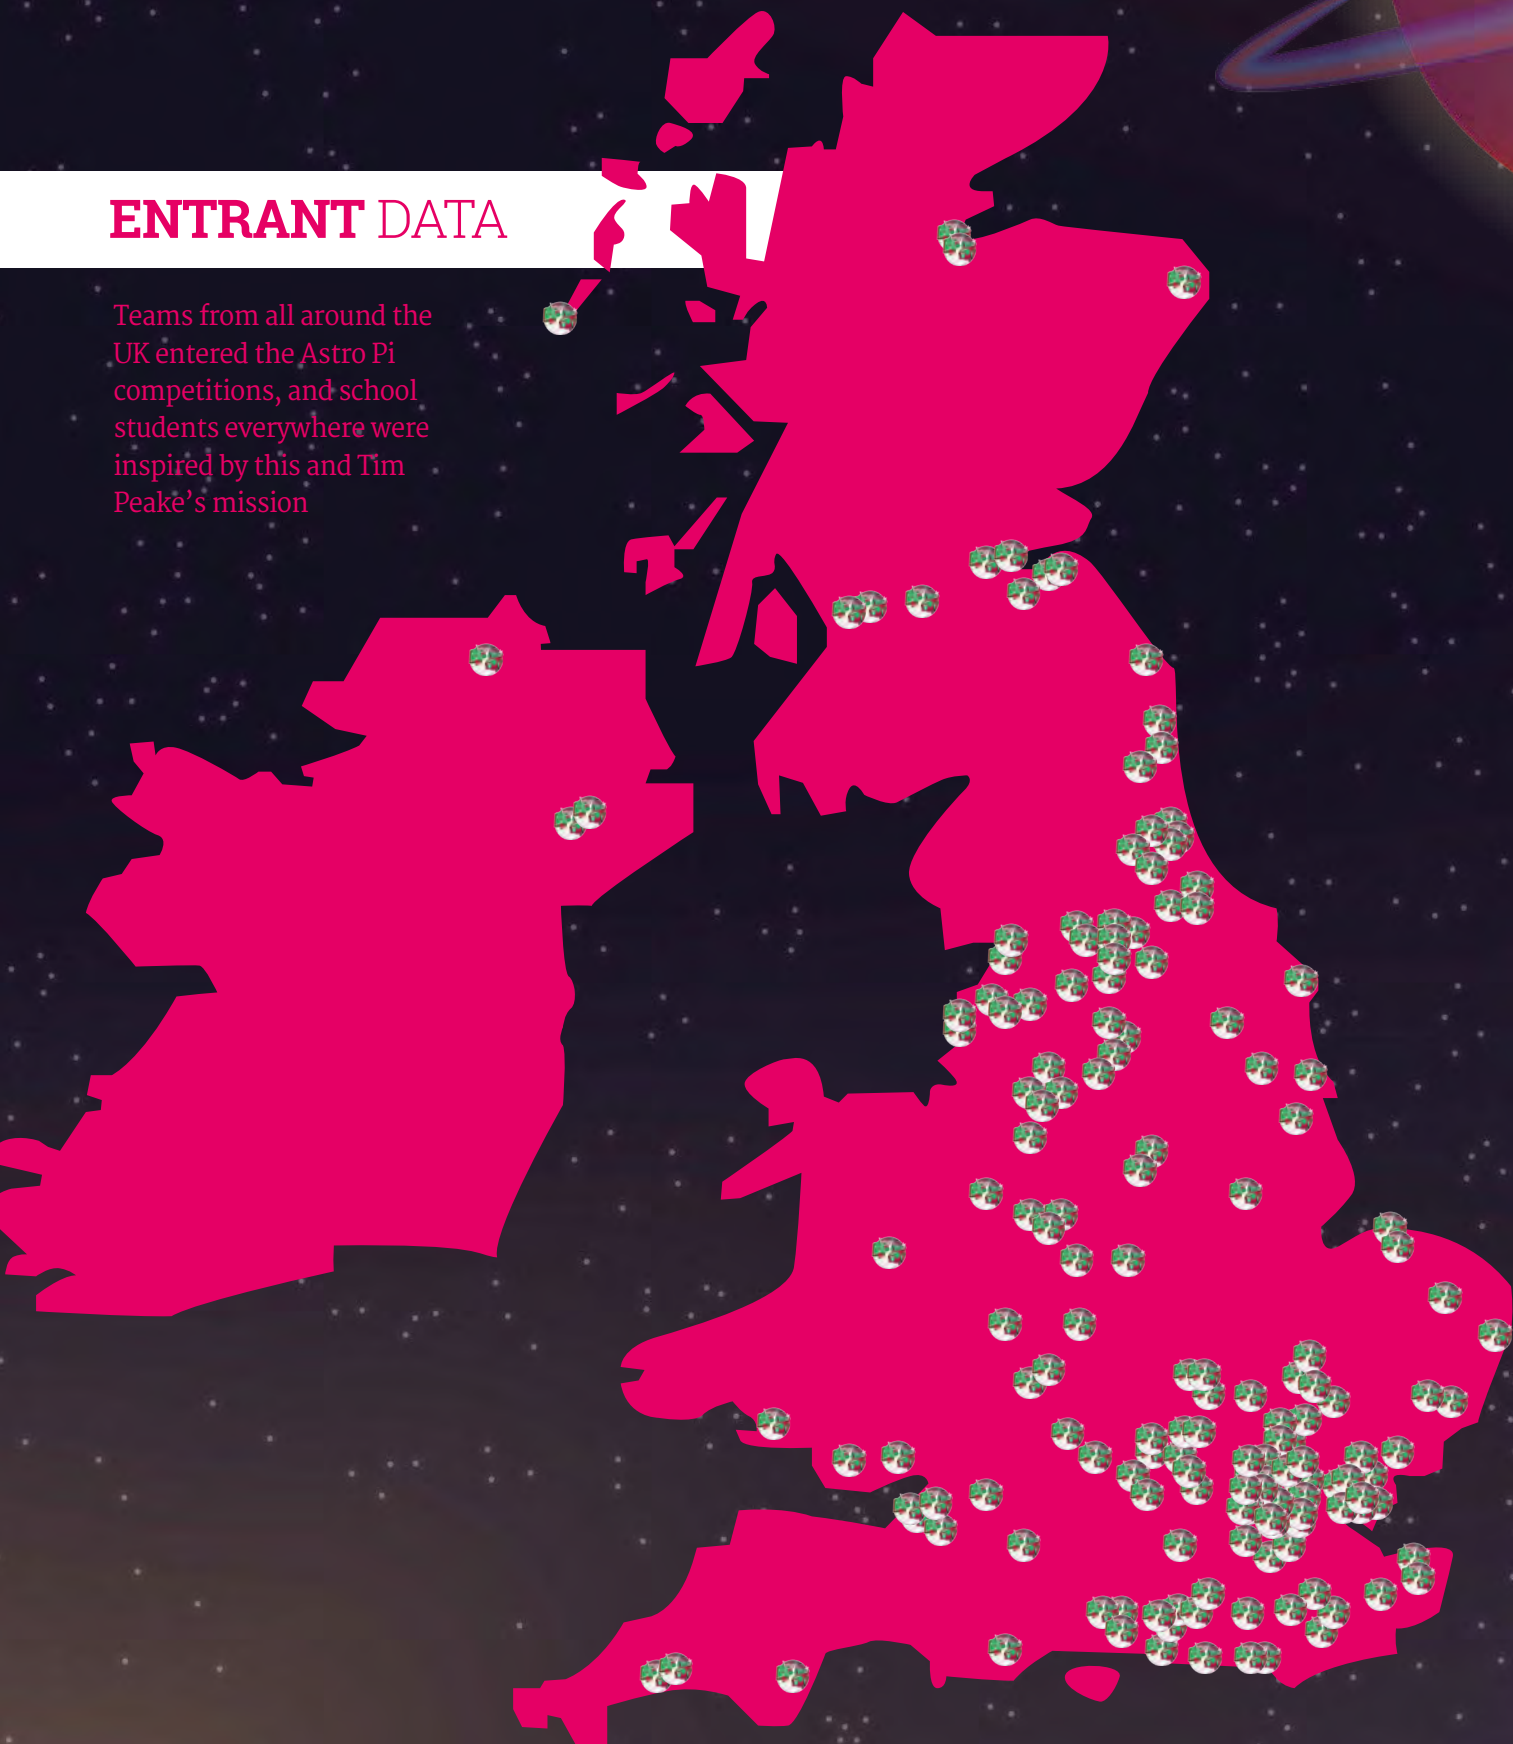 ENTRANT DATA
Teams from all around the
UK entered the Astro Pi
competitions, and school
students everywhere were
inspired by this and Tim
Peake’s mission